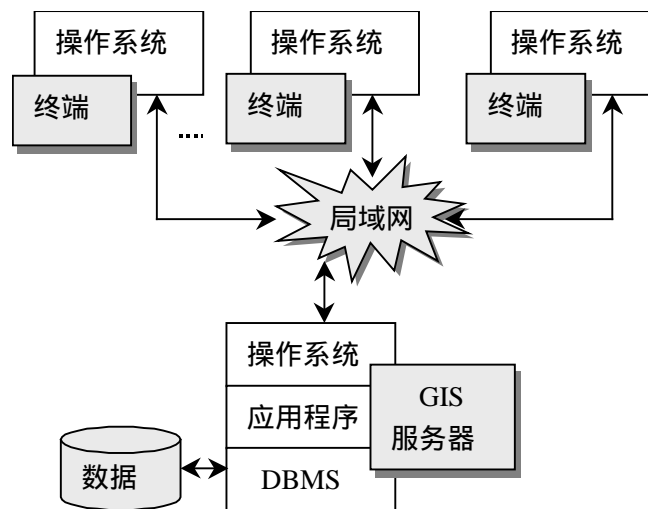 操作系统
终端
操作系统
终端
操作系统
终端
....
局域网
操作系统
应用程序
DBMS
GIS
服务器
数据